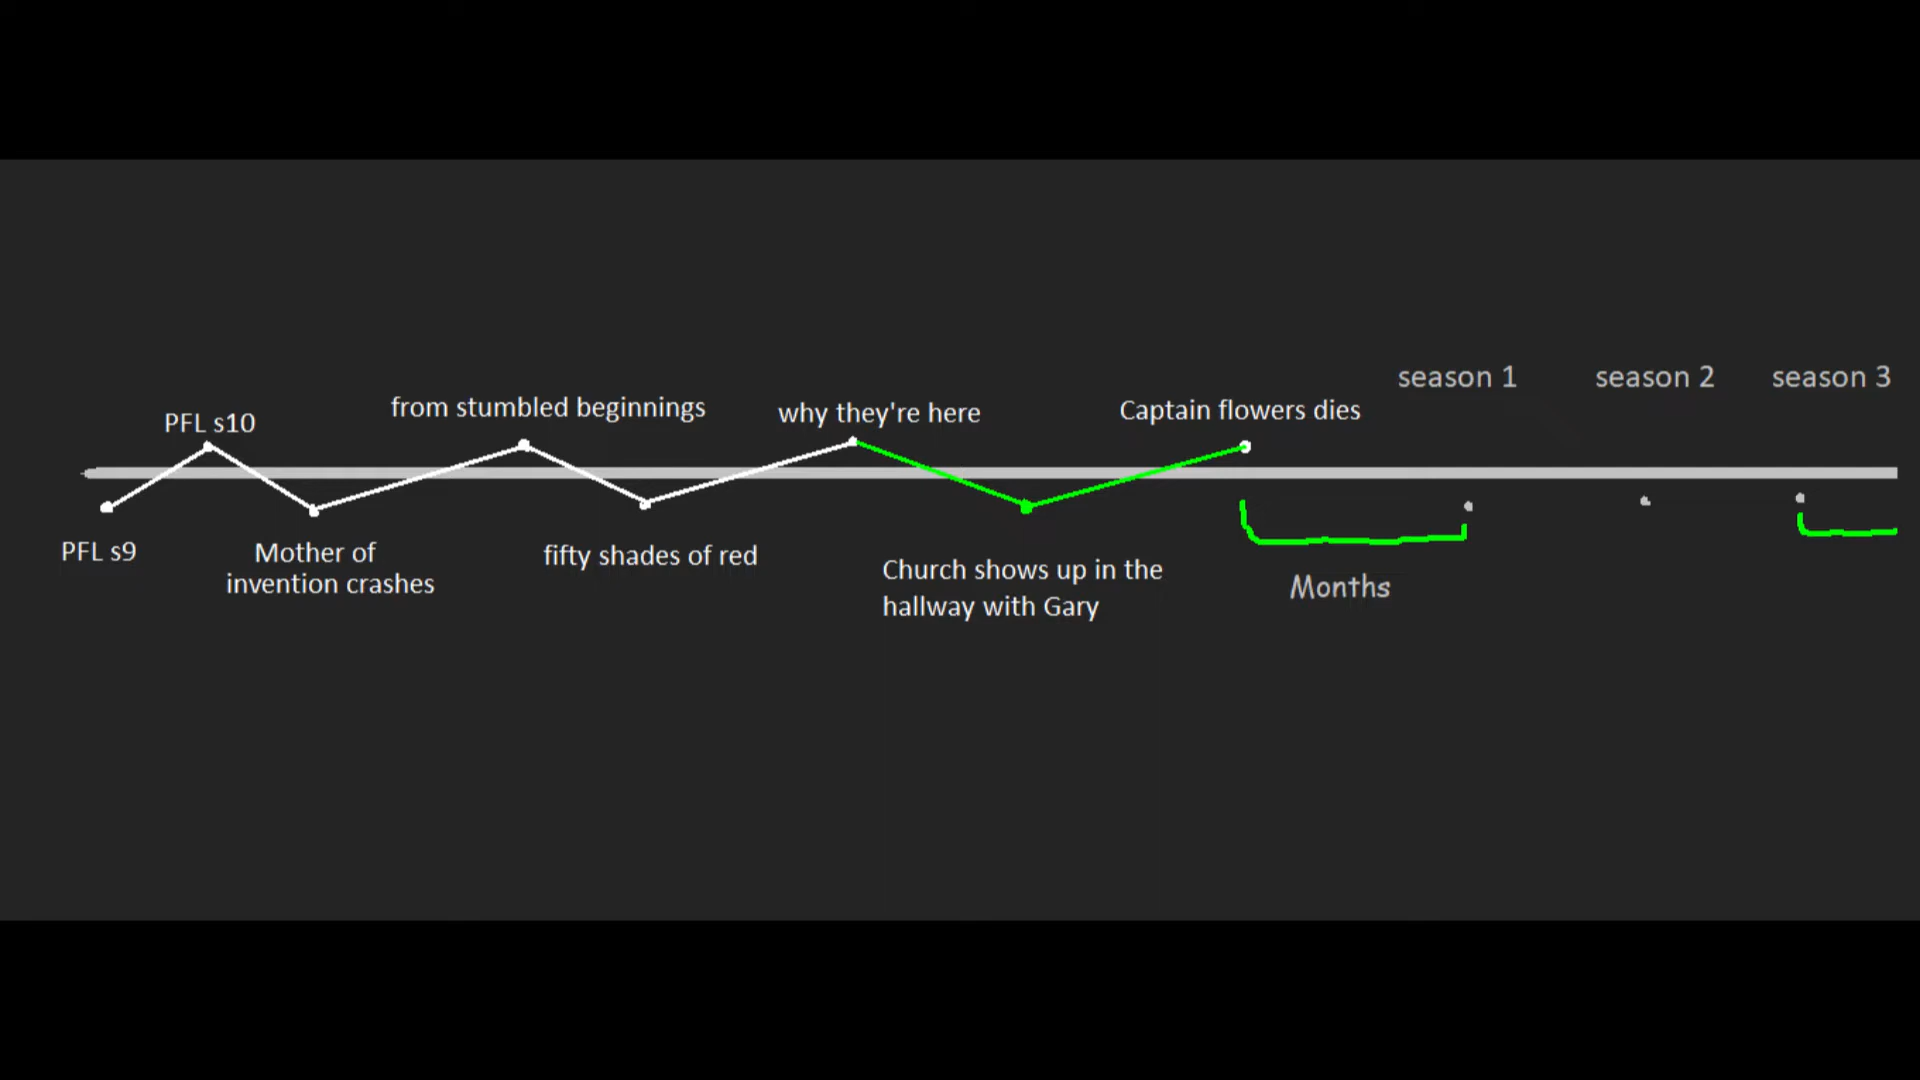 season 1
season 2
season 3
from stumbled beginnings
why they're here
Captain flowers dies
PFL s10
PFL s9
Mother of
invention crashes
fifty shades of red
Church shows up in the
hallway with Gary
Months